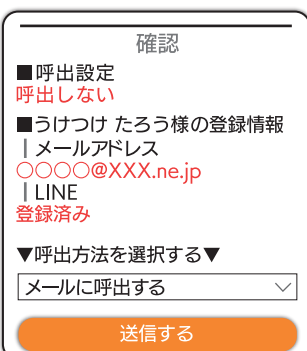 確認
■呼出設定
呼出しない
■うけつけ たろう様の登録情報
｜メールアドレス
○○○○@XXX.ne.jp
｜LINE
登録済み
▼呼出方法を選択する▼
メールに呼出する
送信する